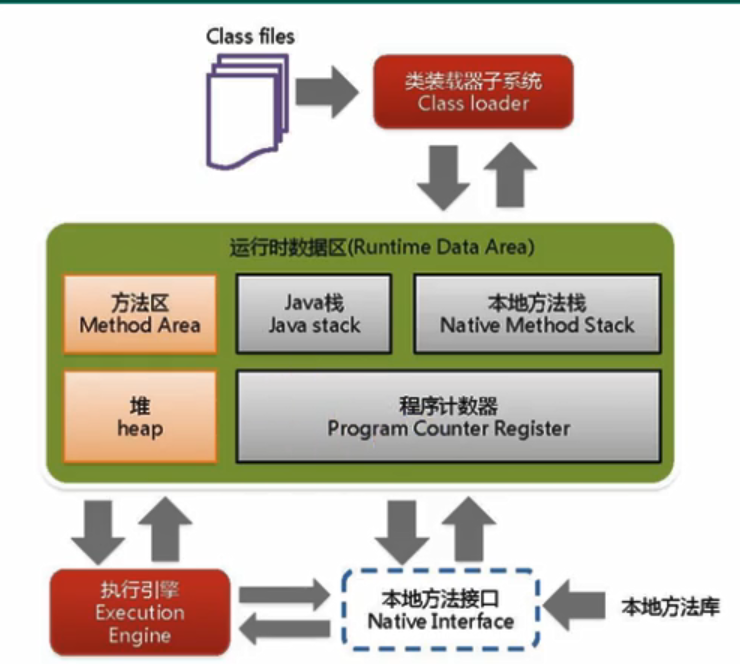 Class files
类装载器子系统
Class loader
运行时数据区(Runtime Data Area)
方法区
Method Area
Java栈
Java stack
本地方法栈
Native Method Stack
堆
heap
程序计数器
Program Counter Register
执行引擎
Execution
Engine
本地方法接口
Native Interface
本地方法库